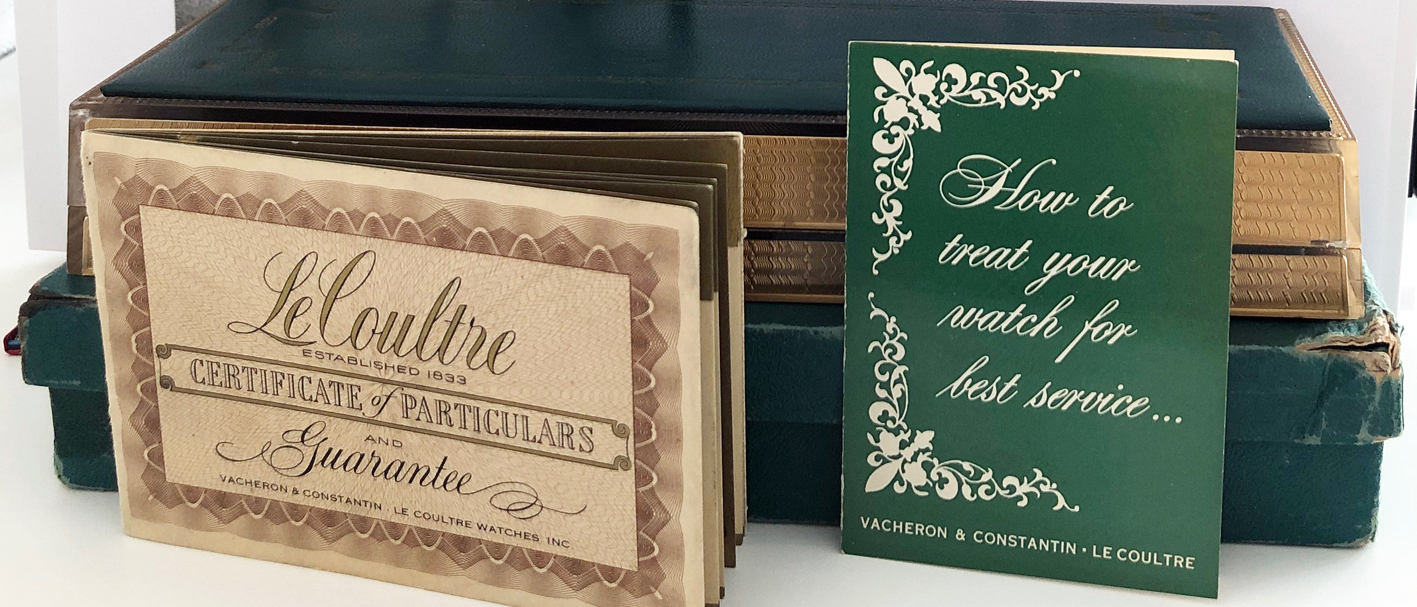 LeCoultre
ESTABLISHED 1833
CERTIFICATE of PARTICULARS
AND
Guarantee
VACHERON & CONSTANTIN · LE COULTRE WATCHES INC
How to
treat your
watch for
best service...
VACHERON & CONSTANTIN • LE COULTRE